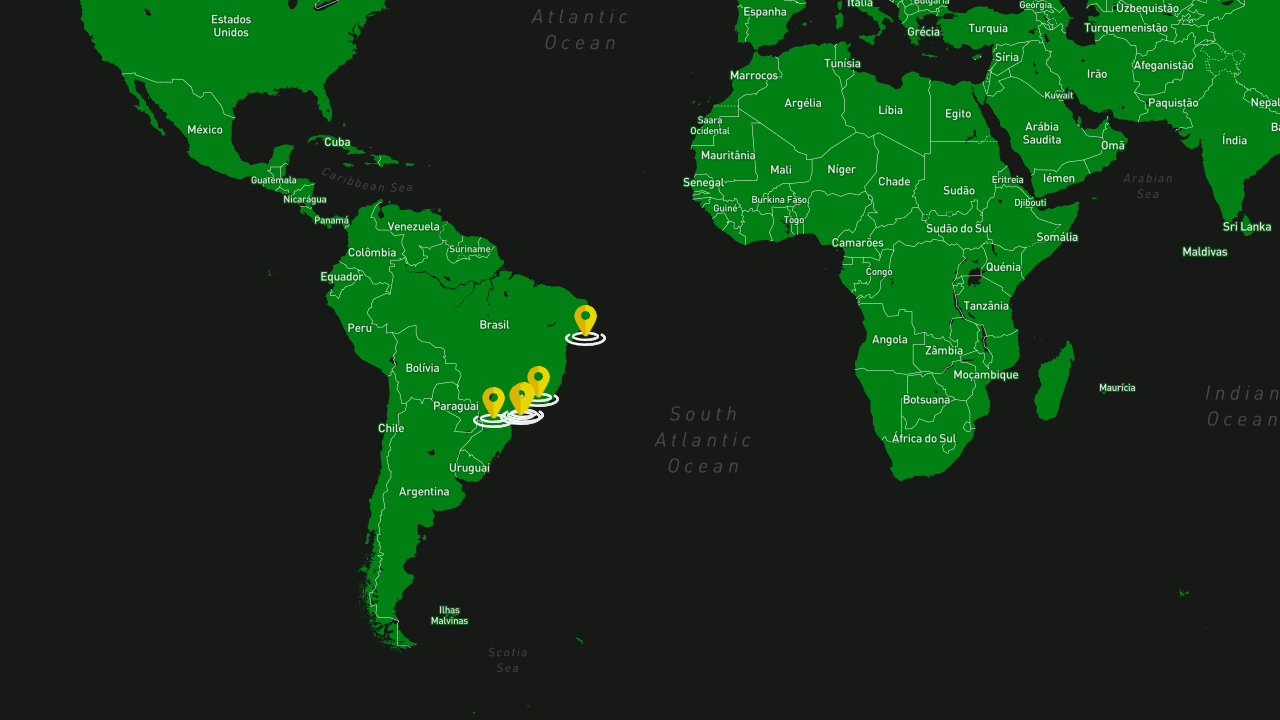 Atlantic
Ocean
Estados
Unidos
México
Cuba
Guatemala
Nicarágua
Panamá
Caribbean Sea
Venezuela
Colômbia
Suriname
Equador
Peru
Brasil
Bolívia
Paraguai
Chile
Uruguai
Argentina
Ilhas
Malvinas
Scotia
Sea
South
Atlantic
Ocean
Espanha
Itália
Bulgária
Grécia
Turquia
Geórgia
Uzbequistão
Turquemenistão
Síria
Irão
Afeganistão
Kuwait
Paquistão
Nepal
Índia
Marrocos
Tunísia
Argélia
Líbia
Egito
Arábia
Saudita
Omã
Iémen
Arabian
Sea
Saara
Ocidental
Mauritânia
Mali
Níger
Chade
Sudão
Eritreia
Djibouti
Senegal
Guiné
Burkina Faso
Togo
Camarões
Sudão do Sul
Somália
Sri Lanka
Maldivas
Congo
Quénia
Tanzânia
Angola
Zâmbia
Moçambique
Botsuana
África do Sul
Maurícia
Indian
Ocean